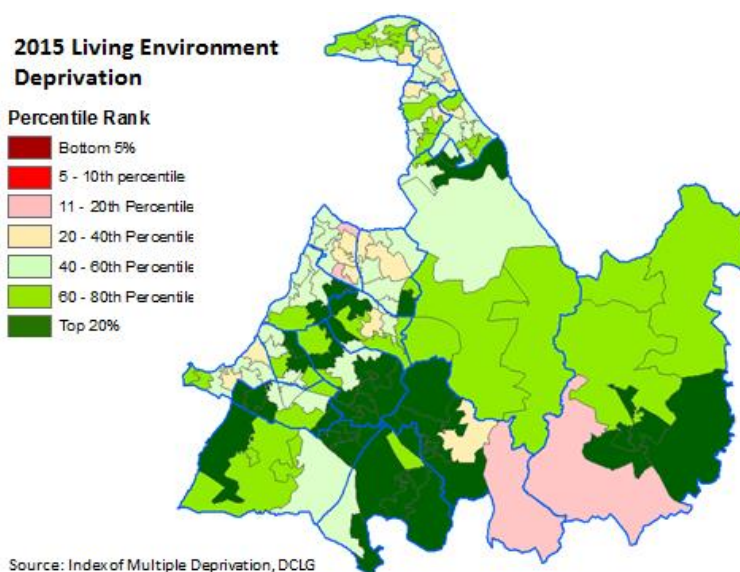 2015 Living Environment
Deprivation
Percentile Rank
Bottom 5%
5 - 10th percentile
11 - 20th Percentile
20 - 40th Percentile
40 - 60th Percentile
60 - 80th Percentile
Top 20%
Source: Index of Multiple Deprivation, DCLG